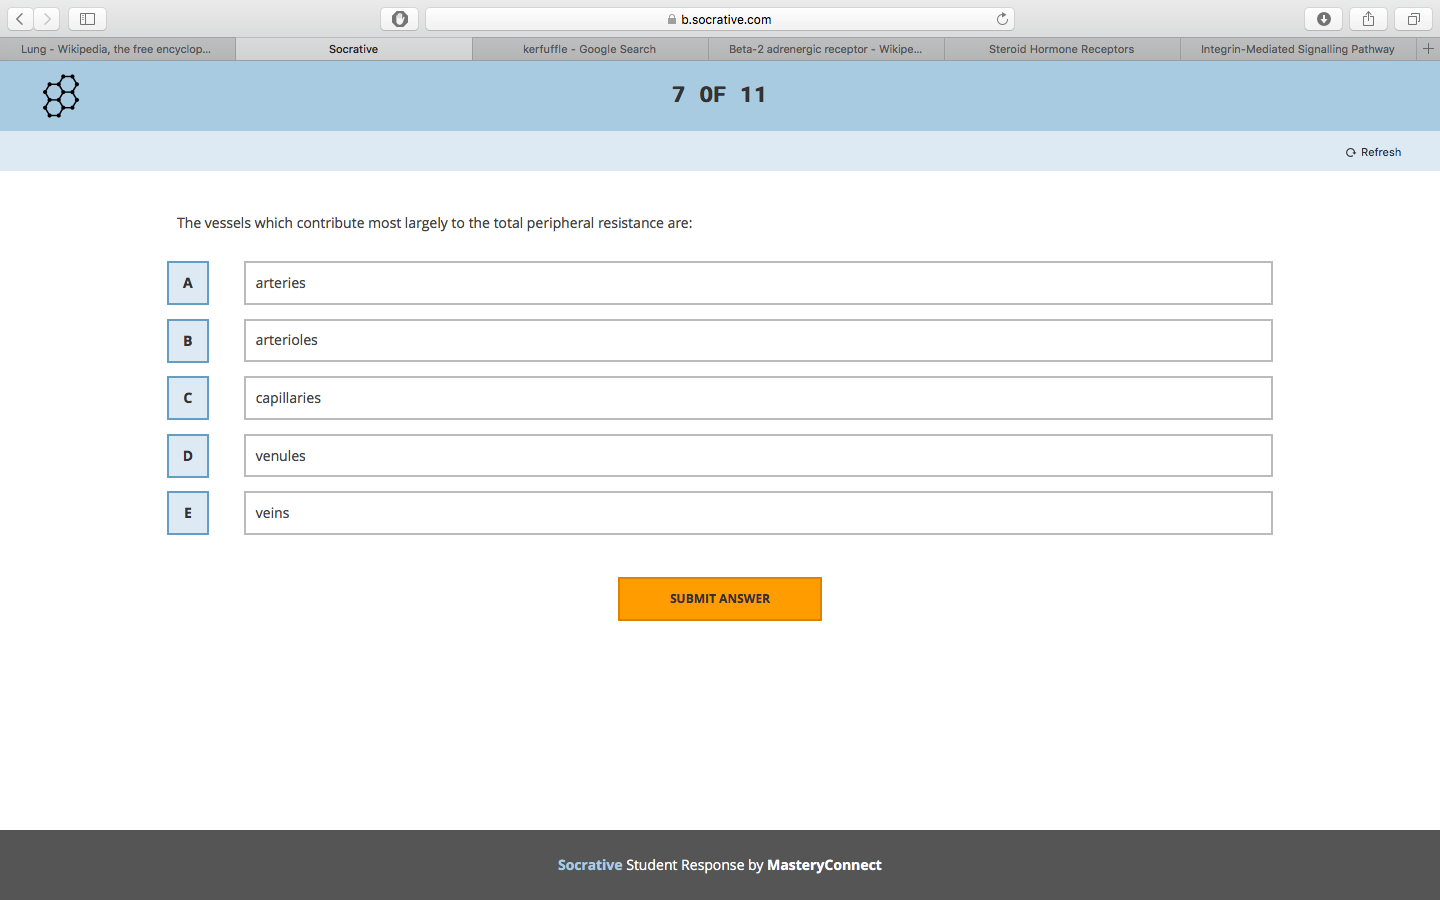 b.socrative.com
Lung - Wikipedia, the free encyclop...
Socrative
kerfuffle - Google Search
Beta-2 adrenergic receptor - Wikipe...
Steroid Hormone Receptors
Integrin-Mediated Signalling Pathway
7 OF 11
Refresh
The vessels which contribute most largely to the total peripheral resistance are:
A arteries
B arterioles
C capillaries
D venules
E veins
SUBMIT ANSWER
Socrative Student Response by MasteryConnect